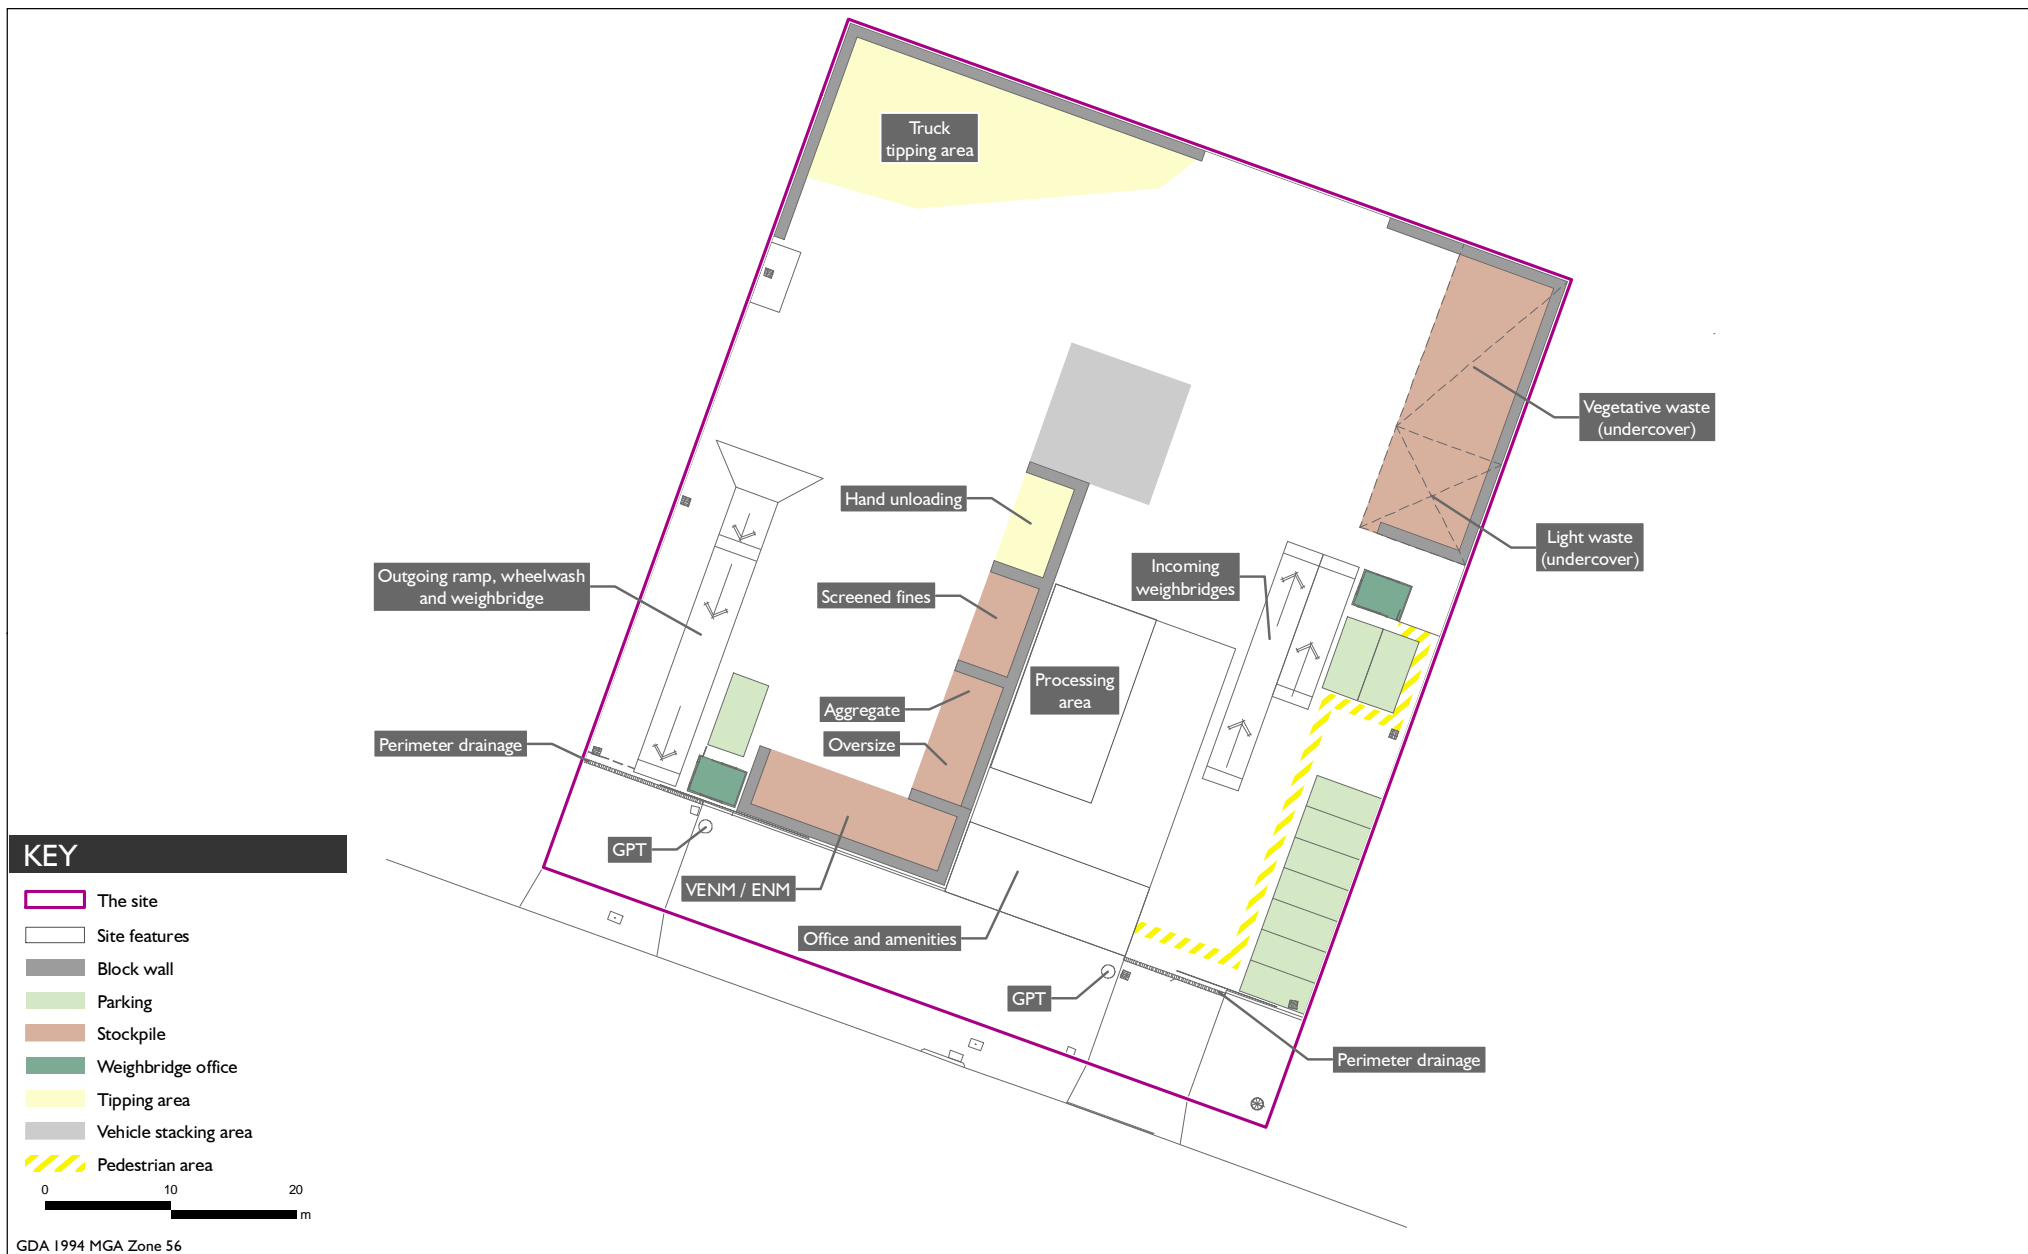 Truck
tipping area
Vegetative waste
(undercover)
Hand unloading
Light waste
(undercover)
Incoming
weighbridges
Outgoing ramp, wheelwash
and weighbridge
Screened fines
Processing
area
Aggregate
Perimeter drainage
Oversize
GPT
VENM / ENM
Office and amenities
GPT
Perimeter drainage
KEY
The site
Site features
Block wall
Parking
Stockpile
Weighbridge office
Tipping area
Vehicle stacking area
Pedestrian area
0 10 20
m
GDA 1994 MGA Zone 56